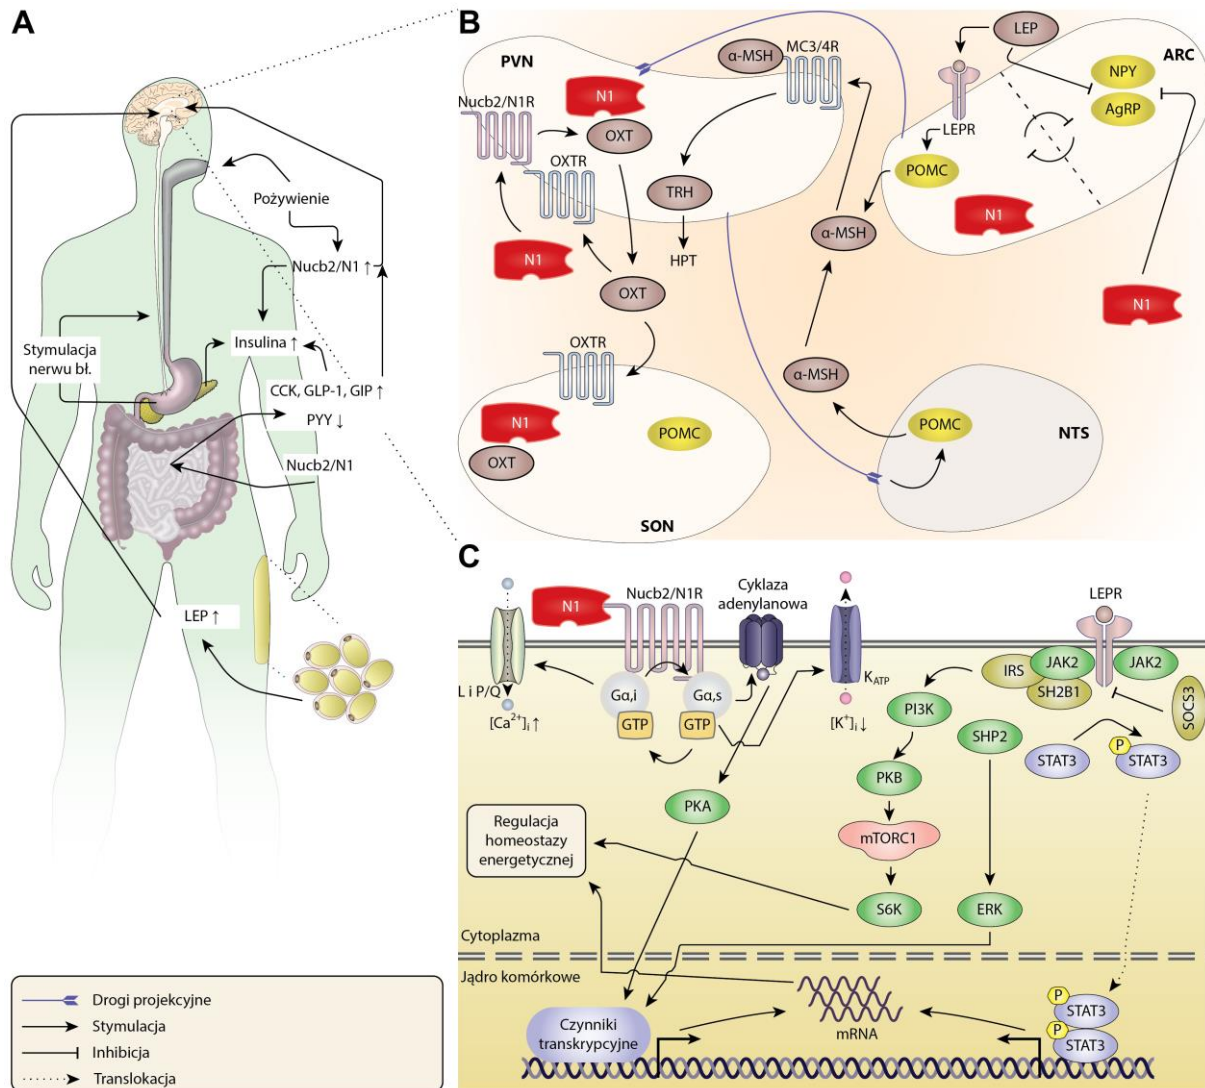 A
Pożywienie
Nucb2/N1 ↑
Stymulacja
nerwu bł.
Insulina ↑
CCK, GLP-1, GIP ↑
PYY ↓
Nucb2/N1
LEP ↑
Drogi projekcyjne
Stymulacja
Inhibicja
Translokacja
B
PVN
N1
OXT
Nucb2/N1R
OXTR
N1
α-MSH
MC3/4R
TRH
HPT
OXT
LEP
LEPR
ARC
NPY
AgRP
POMC
N1
α-MSH
N1
α-MSH
OXTR
N1
OXT
POMC
SON
POMC
NTS
C
N1
Nucb2/N1R
Cyklaza
adenylanowa
LEPR
L i P/Q
[Ca²⁺]ᵢ ↑
Gα,i
GTP
Gα,s
GTP
K_ATP
[K⁺]ᵢ ↓
IRS
JAK2
SH2B1
JAK2
SOCS3
PI3K
SHP2
STAT3
P
STAT3
PKB
PKA
mTORC1
Regulacja
homeostazy
energetycznej
S6K
ERK
Cytoplazma
Jądro komórkowe
Czynniki
transkrypcyjne
mRNA
P
STAT3
P
STAT3